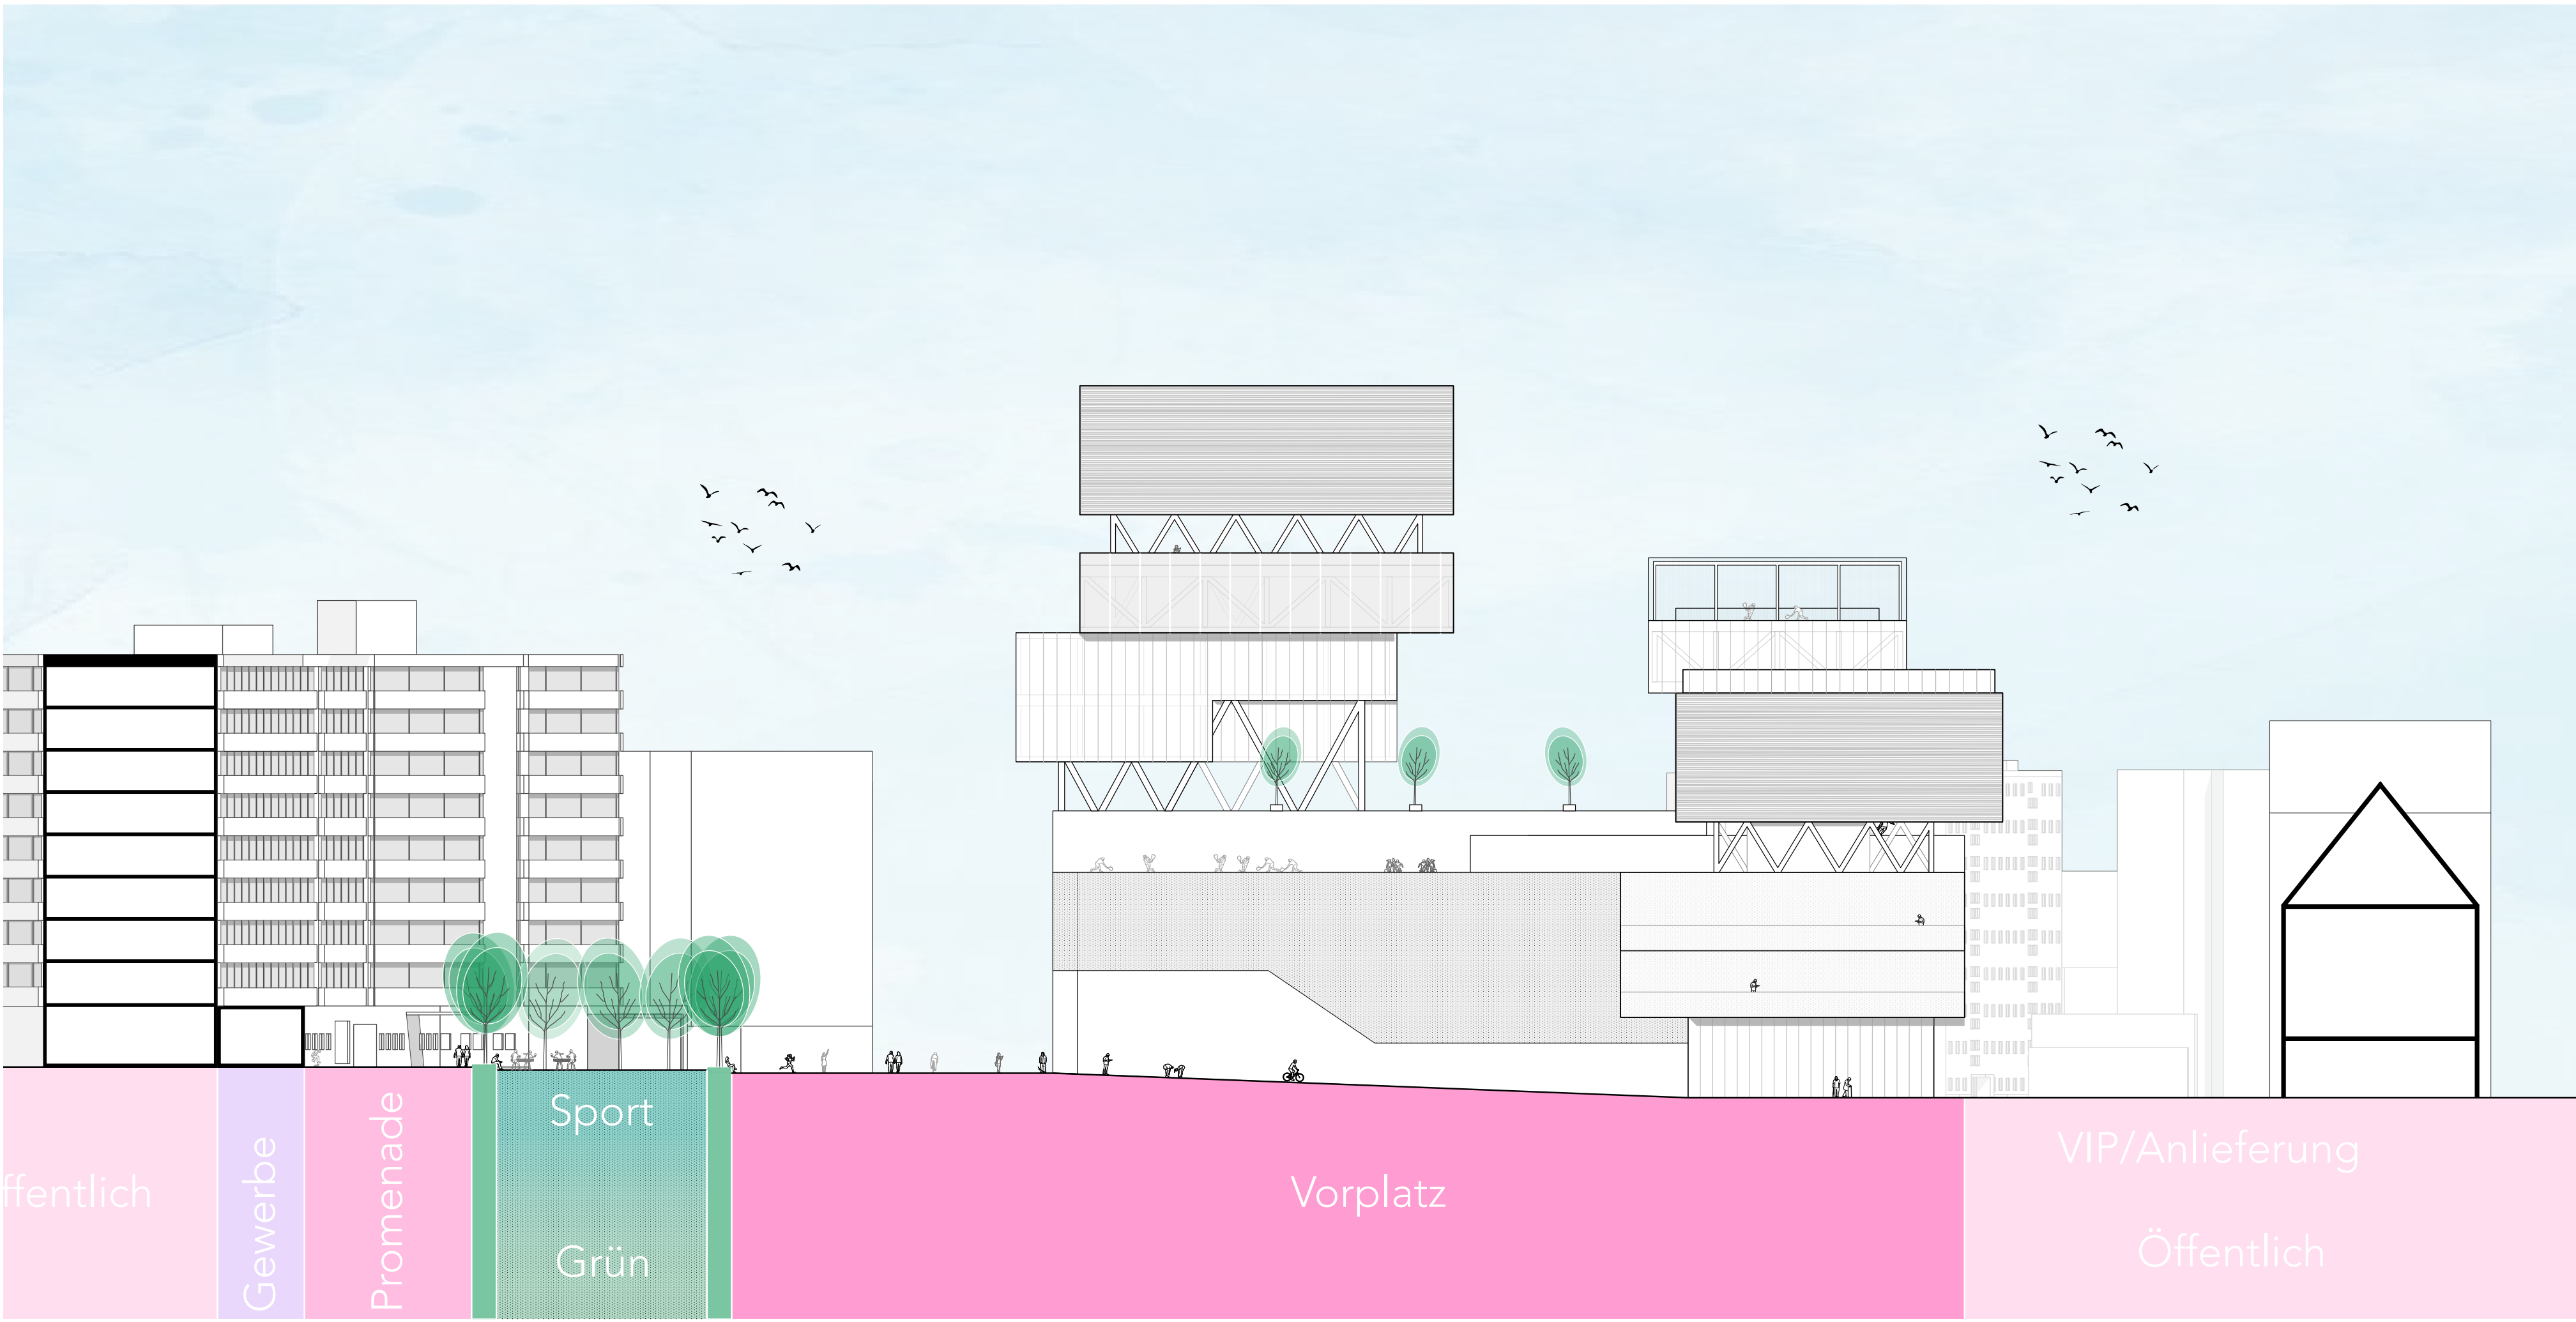 ffentlich
Gewerbe
Promenade
Sport
Grün
Vorplatz
VIP/Anlieferung
Öffentlich